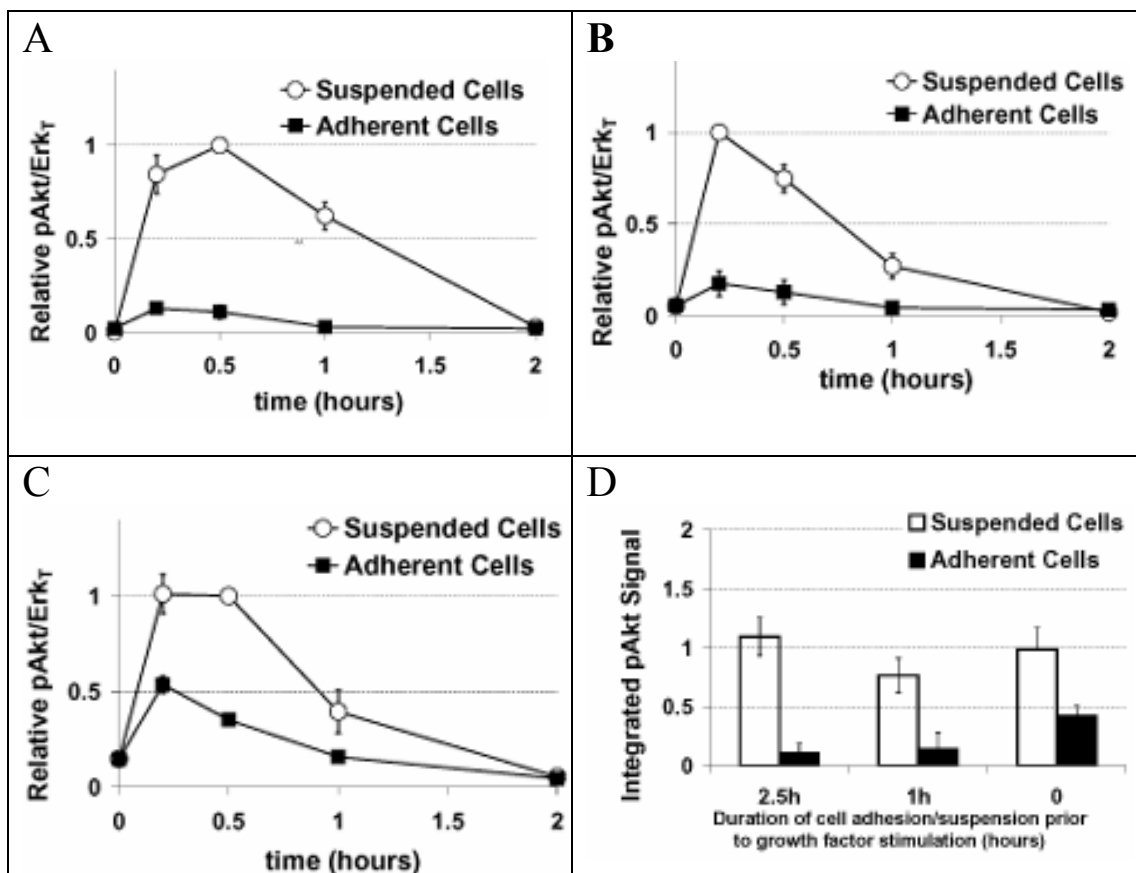 A
Suspended Cells
Adherent Cells
Relative pAkt/ErkT
1
0.5
0
0
0.5
1
1.5
2
time (hours)
B
Suspended Cells
Adherent Cells
Relative pAkt/ErkT
1
0.5
0
0
0.5
1
1.5
2
time (hours)
C
Suspended Cells
Adherent Cells
Relative pAkt/ErkT
1
0.5
0
0
0.5
1
1.5
2
time (hours)
D
Suspended Cells
Adherent Cells
Integrated pAkt Signal
2
1.5
1
0.5
0
2.5h
1h
0
Duration of cell adhesion/suspension prior
to growth factor stimulation (hours)